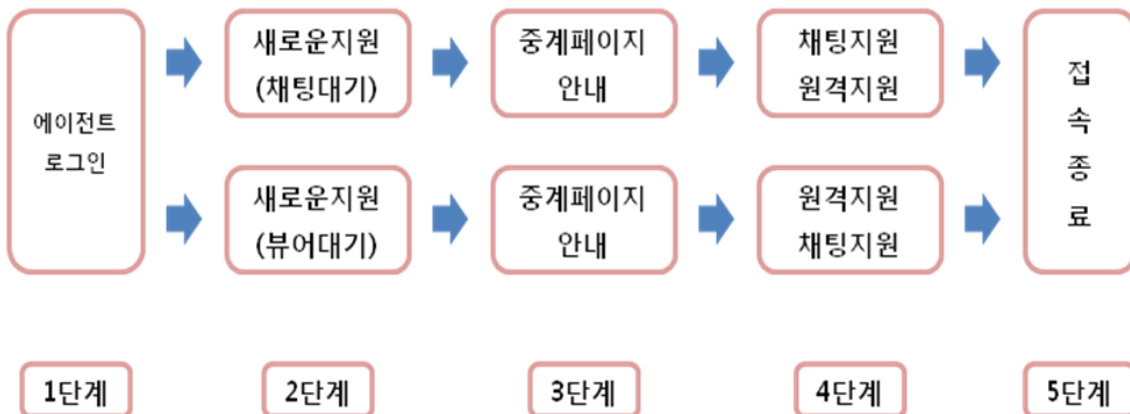 에이전트
로그인
새로운지원
(채팅대기)
중계페이지
안내
채팅지원
원격지원
새로운지원
(뷰어대기)
중계페이지
안내
원격지원
채팅지원
접
속
종
료
1단계
2단계
3단계
4단계
5단계